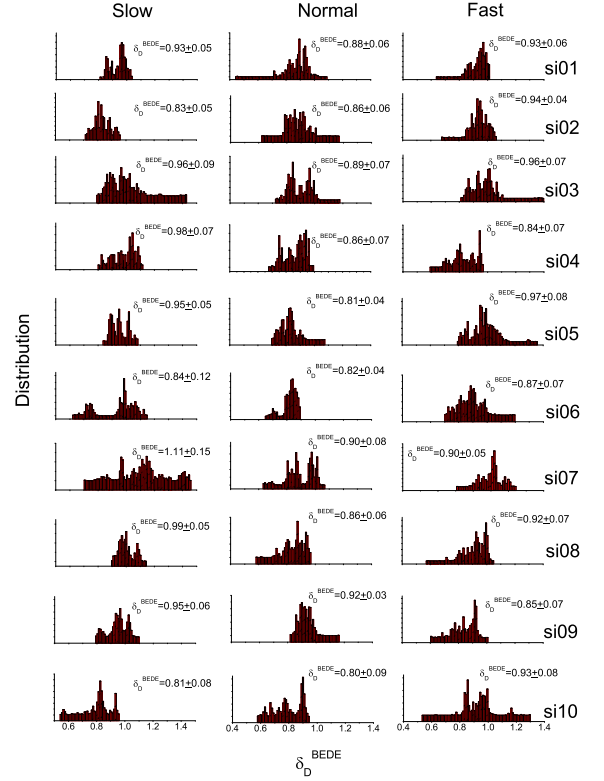 Slow Normal Fast
δD^BEDE=0.93±0.05 δD^BEDE=0.88±0.06 δD^BEDE=0.93±0.06 si01
δD^BEDE=0.83±0.05 δD^BEDE=0.86±0.06 δD^BEDE=0.94±0.04 si02
δD^BEDE=0.96±0.09 δD^BEDE=0.89±0.07 δD^BEDE=0.96±0.07 si03
δD^BEDE=0.98±0.07 δD^BEDE=0.86±0.07 δD^BEDE=0.84±0.07 si04
δD^BEDE=0.95±0.05 δD^BEDE=0.81±0.04 δD^BEDE=0.97±0.08 si05
Distribution
δD^BEDE=0.84±0.12 δD^BEDE=0.82±0.04 δD^BEDE=0.87±0.07 si06
δD^BEDE=1.11±0.15 δD^BEDE=0.90±0.08 δD^BEDE=0.90±0.05 si07
δD^BEDE=0.99±0.05 δD^BEDE=0.86±0.06 δD^BEDE=0.92±0.07 si08
δD^BEDE=0.95±0.06 δD^BEDE=0.92±0.03 δD^BEDE=0.85±0.07 si09
δD^BEDE=0.81±0.08 δD^BEDE=0.80±0.09 δD^BEDE=0.93±0.08 si10
0.6 0.8 1.0 1.2 1.4 0.4 0.6 0.8 1.0 1.2 1.4 0.4 0.6 0.8 1.0 1.2 1.4
δD^BEDE